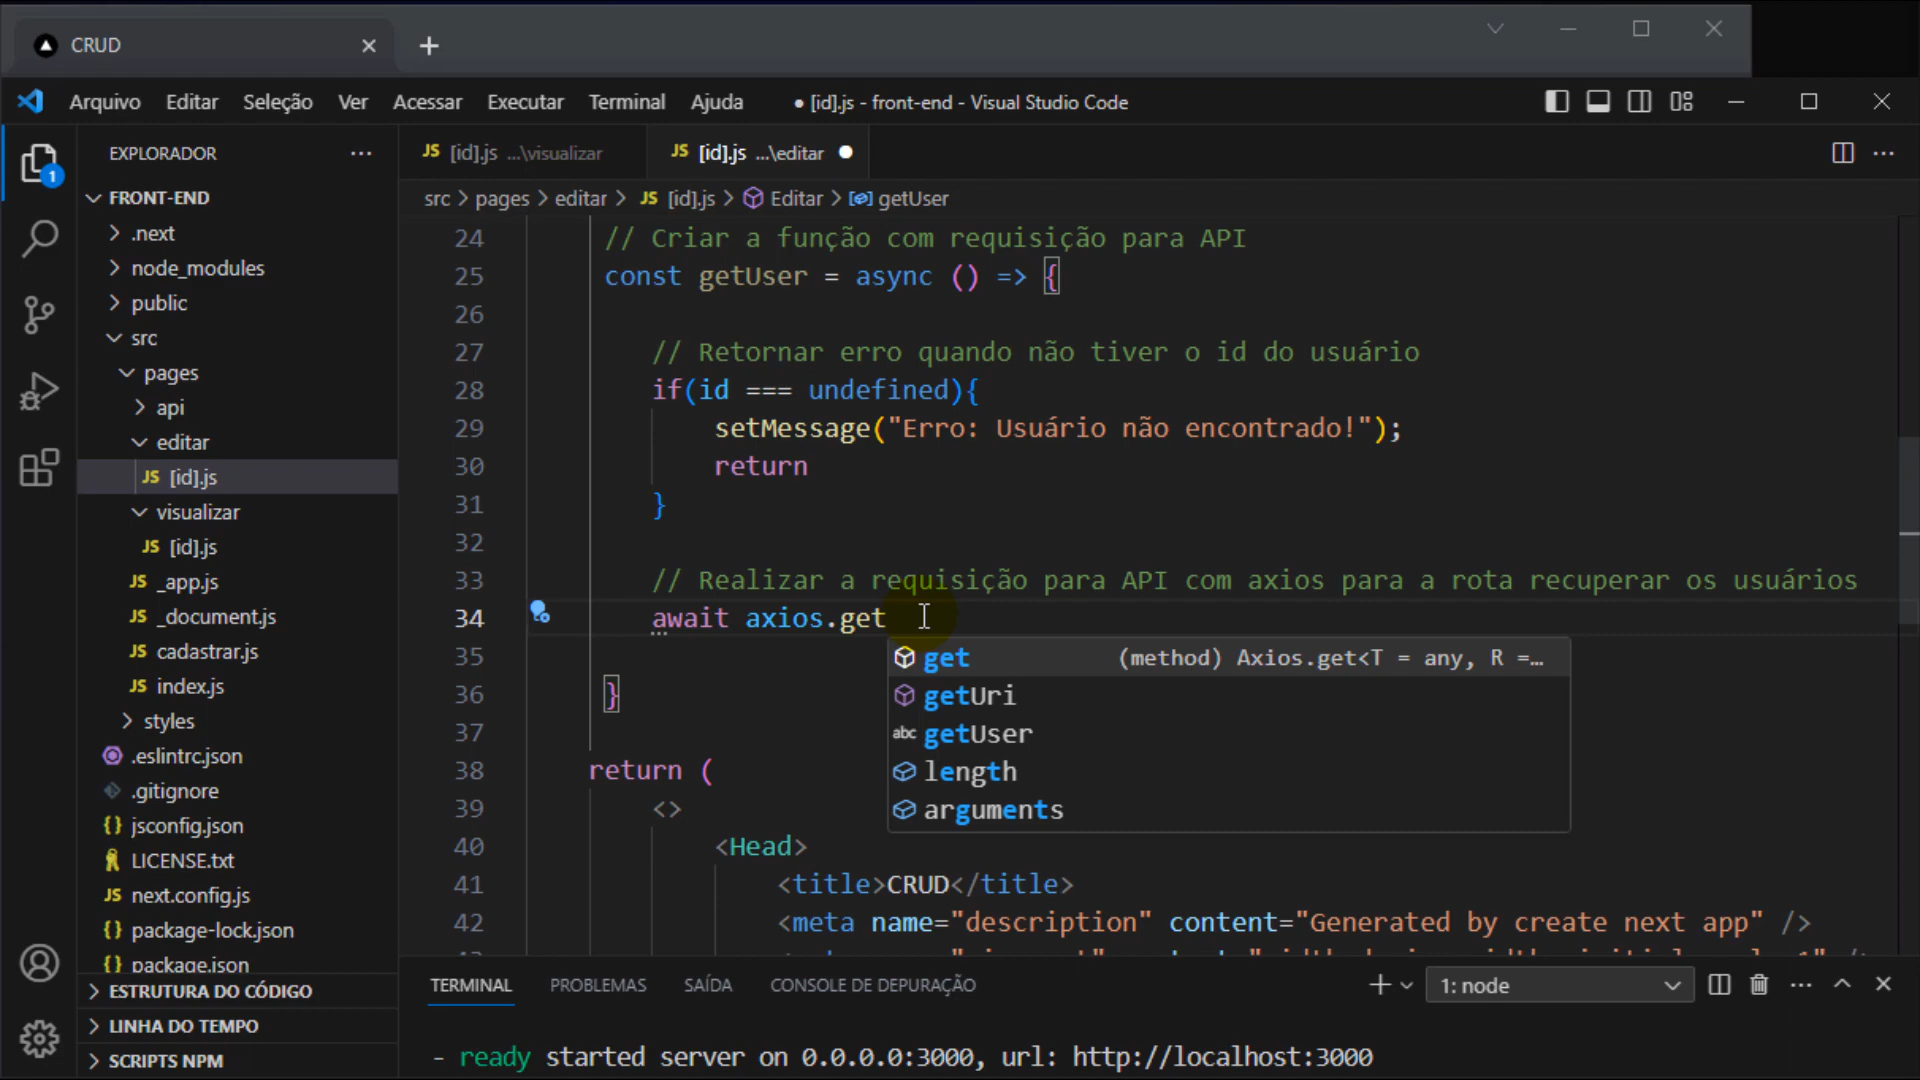 CRUD
Arquivo Editar Seleção Ver Acessar Executar Terminal Ajuda
● [id].js - front-end - Visual Studio Code
1
EXPLORADOR
FRONT-END
.next
node_modules
public
src
pages
api
editar
JS [id].js
visualizar
JS [id].js
JS _app.js
JS _document.js
JS cadastrar.js
JS index.js
styles
.eslintrc.json
.gitignore
{} jsconfig.json
LICENSE.txt
JS next.config.js
{} package-lock.json
{} package.json
ESTRUTURA DO CÓDIGO
LINHA DO TEMPO
SCRIPTS NPM
JS [id].js ...\visualizar
JS [id].js ...\editar ●
src > pages > editar > JS [id].js > Editar > getUser
24 // Criar a função com requisição para API
25 const getUser = async () => {
26
27 // Retornar erro quando não tiver o id do usuário
28 if(id === undefined){
29 setMessage("Erro: Usuário não encontrado!");
30 return
31 }
32
33 // Realizar a requisição para API com axios para a rota recuperar os usuários
34 await axios.get
35
36 }
37
38 return (
39 <>
40 <Head>
41 <title>CRUD</title>
42 <meta name="description" content="Generated by create next app" />
get (method) Axios.get<T = any, R =…
getUri
abc getUser
length
arguments
TERMINAL PROBLEMAS SAÍDA CONSOLE DE DEPURAÇÃO
1: node
- ready started server on 0.0.0.0:3000, url: http://localhost:3000